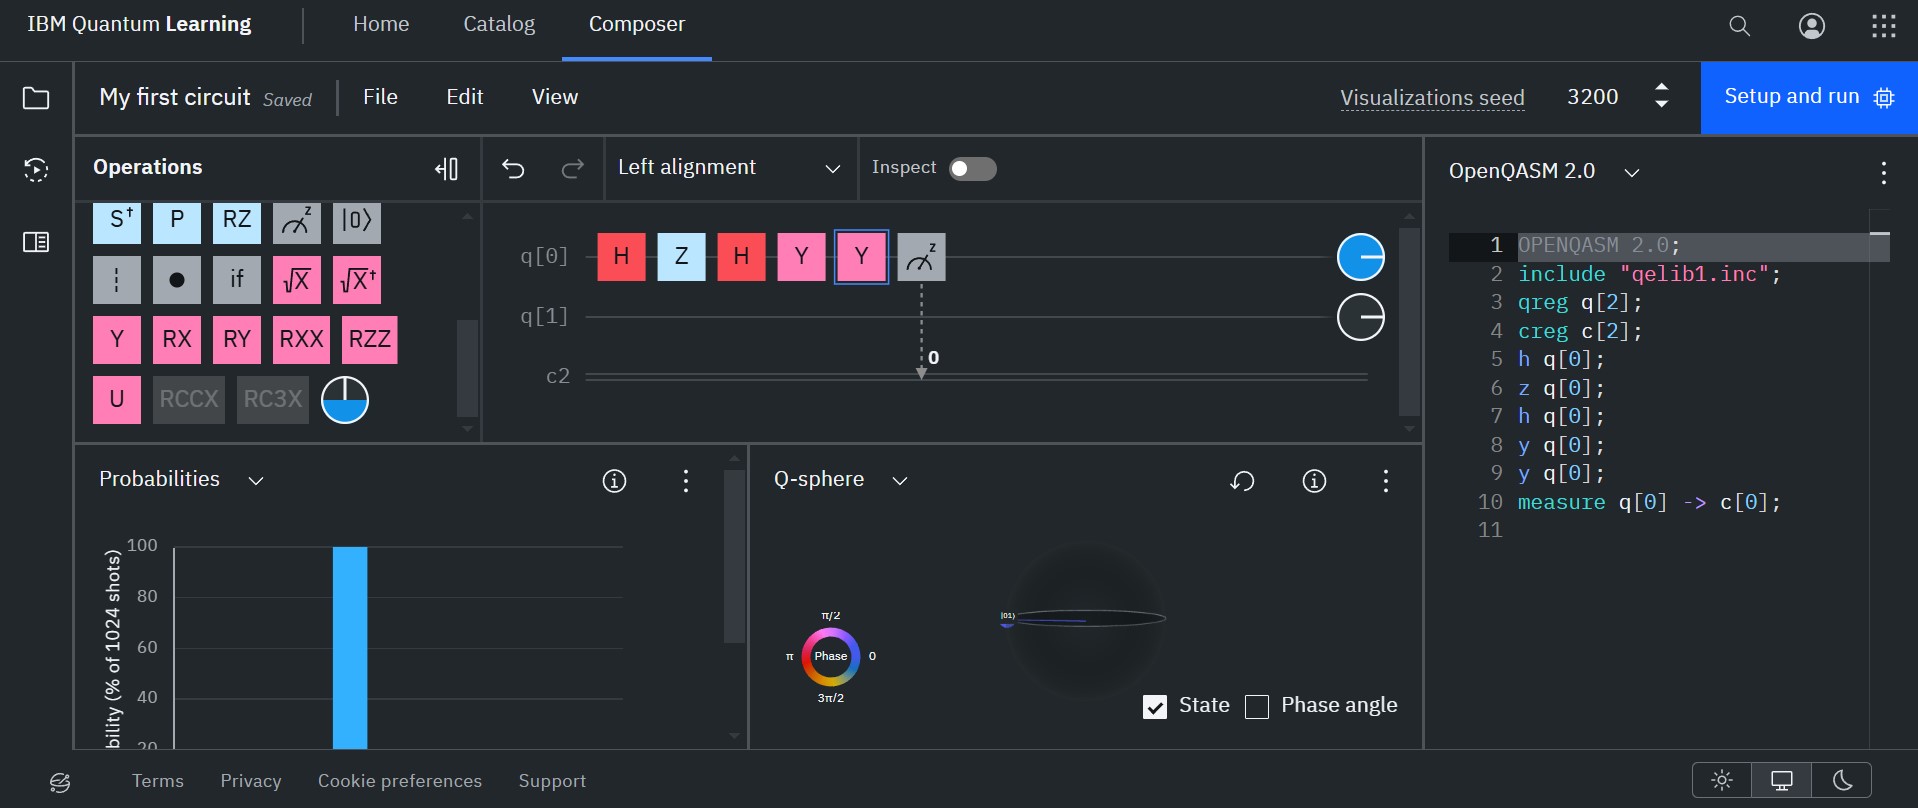 IBM Quantum Learning
Home
Catalog
Composer
My first circuit Saved
File
Edit
View
Visualizations seed
3200
Setup and run
Operations
Left alignment
Inspect
OpenQASM 2.0
S†
P
RZ
z
|0⟩
if
√X
√X†
Y
RX
RY
RXX
RZZ
U
RCCX
RC3X
q[0]
H
Z
H
Y
Y
z
q[1]
0
c2
1 OPENQASM 2.0;
2 include "qelib1.inc";
3 qreg q[2];
4 creg c[2];
5 h q[0];
6 z q[0];
7 h q[0];
8 y q[0];
9 y q[0];
10 measure q[0] -> c[0];
11
Probabilities
bility (% of 1024 shots)
100
80
60
40
20
Q-sphere
|01⟩
π/2
π
Phase
0
3π/2
State
Phase angle
Terms
Privacy
Cookie preferences
Support